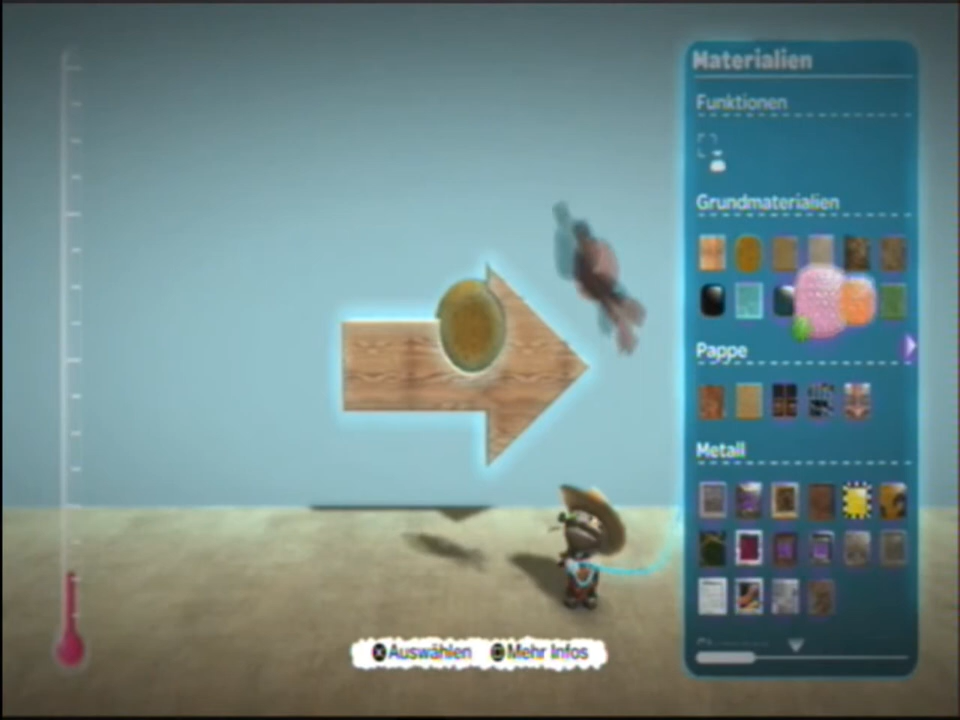 Materialien
Funktionen
Grundmaterialien
Pappe
Metall
Auswählen Mehr Infos